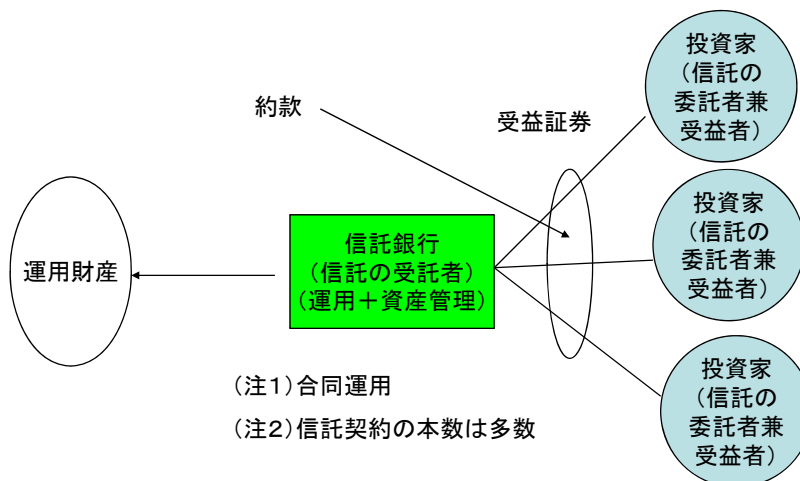 約款
受益証券
運用財産
信託銀行
(信託の受託者)
(運用+資産管理)
投資家
(信託の
委託者兼
受益者)
投資家
(信託の
委託者兼
受益者)
投資家
(信託の
委託者兼
受益者)
(注1)合同運用
(注2)信託契約の本数は多数